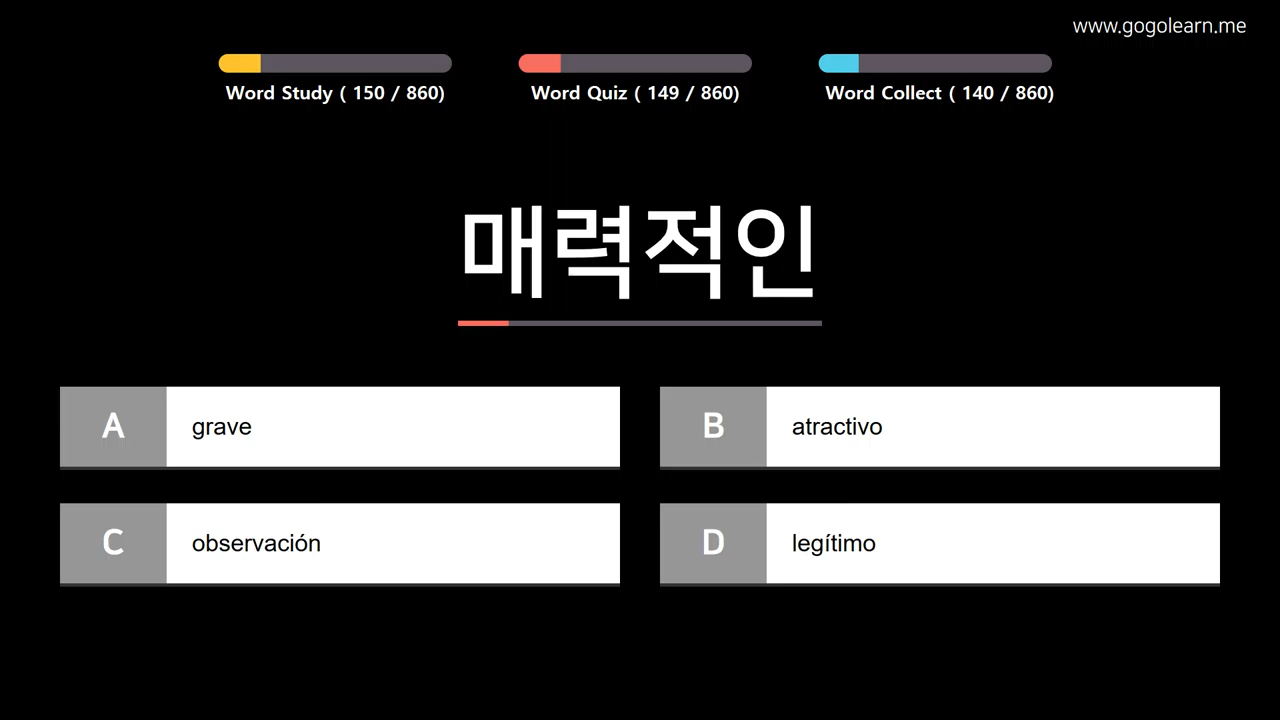 www.gogolearn.me
Word Study ( 150 / 860)
Word Quiz ( 149 / 860)
Word Collect ( 140 / 860)
매력적인
A grave
B atractivo
C observación
D legítimo